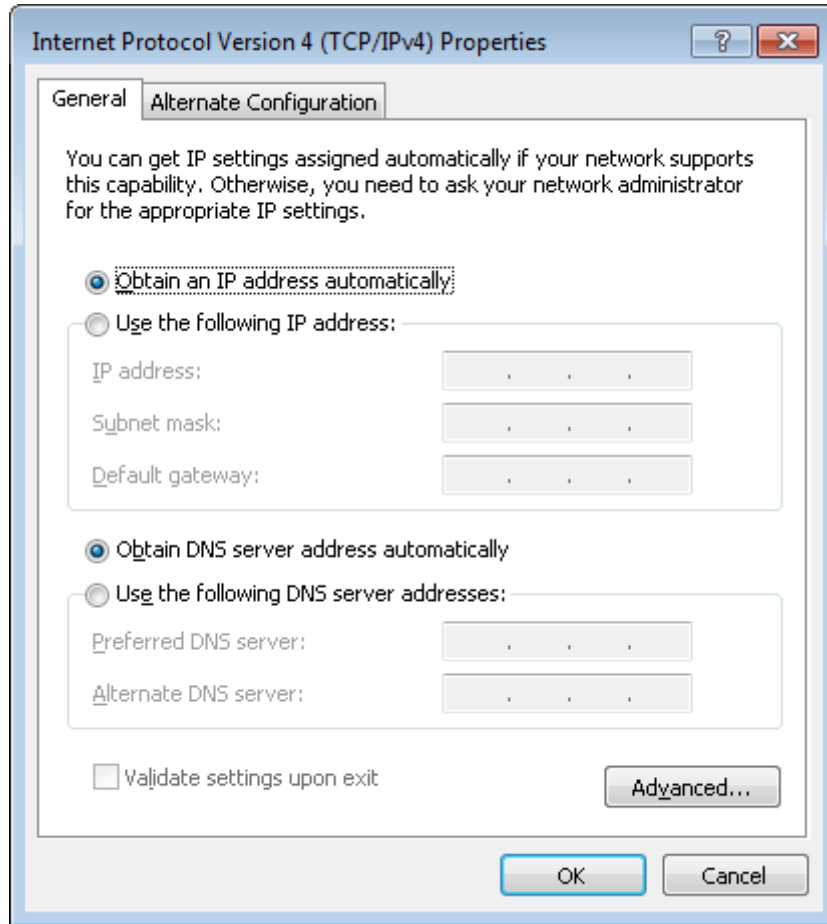 Internet Protocol Version 4 (TCP/IPv4) Properties
?
General
Alternate Configuration
You can get IP settings assigned automatically if your network supports
this capability. Otherwise, you need to ask your network administrator
for the appropriate IP settings.
Obtain an IP address automatically
Use the following IP address:
IP address:
. . .
Subnet mask:
. . .
Default gateway:
. . .
Obtain DNS server address automatically
Use the following DNS server addresses:
Preferred DNS server:
. . .
Alternate DNS server:
. . .
Validate settings upon exit
Advanced...
OK
Cancel